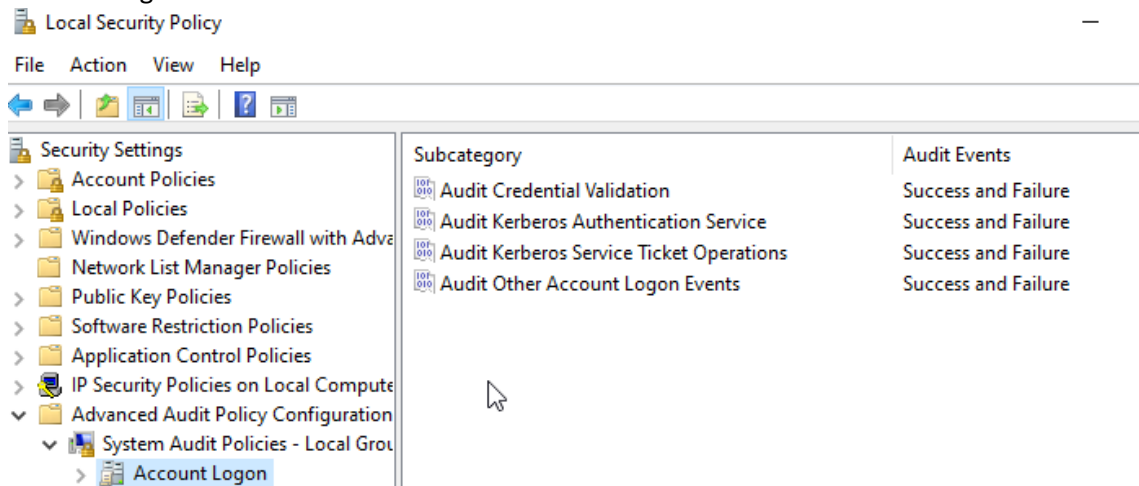 Local Security Policy
File Action View Help
Security Settings
Account Policies
Local Policies
Windows Defender Firewall with Adva
Network List Manager Policies
Public Key Policies
Software Restriction Policies
Application Control Policies
IP Security Policies on Local Compute
Advanced Audit Policy Configuration
System Audit Policies - Local Grou
Account Logon
Subcategory Audit Events
Audit Credential Validation Success and Failure
Audit Kerberos Authentication Service Success and Failure
Audit Kerberos Service Ticket Operations Success and Failure
Audit Other Account Logon Events Success and Failure